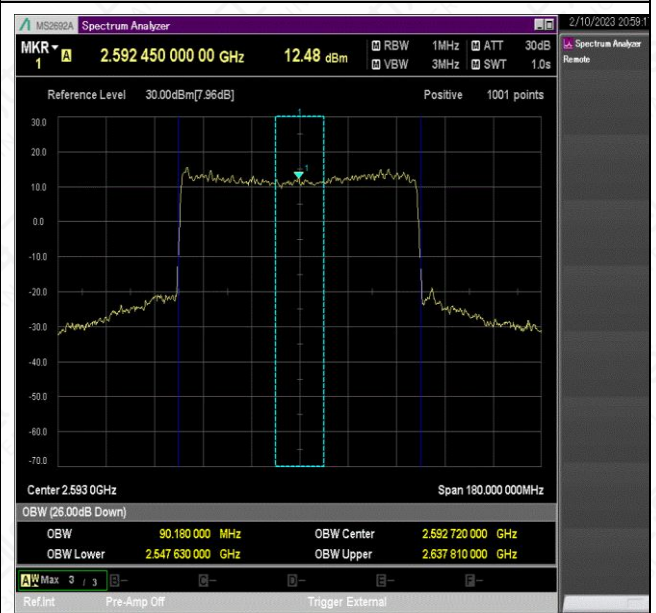 MS2692A Spectrum Analyzer 2/10/2023 20:59:1
MKR 1 A 2.592 450 000 00 GHz 12.48 dBm M RBW 1MHz M ATT 30dB
M VBW 3MHz M SWT 1.0s
Spectrum Analyzer
Remote
Reference Level 30.00dBm[7.96dB] Positive 1001 points
1
30.0
20.0
1
10.0
0.0
-10.0
-20.0
-30.0
-40.0
-50.0
-60.0
-70.0
Center 2.593 0GHz Span 180.000 000MHz
OBW (26.00dB Down)
OBW 90.180 000 MHz OBW Center 2.592 720 000 GHz
OBW Lower 2.547 630 000 GHz OBW Upper 2.637 810 000 GHz
A W Max 3 / 3 B- C- D- E- F-
Ref.Int Pre-Amp Off Trigger External